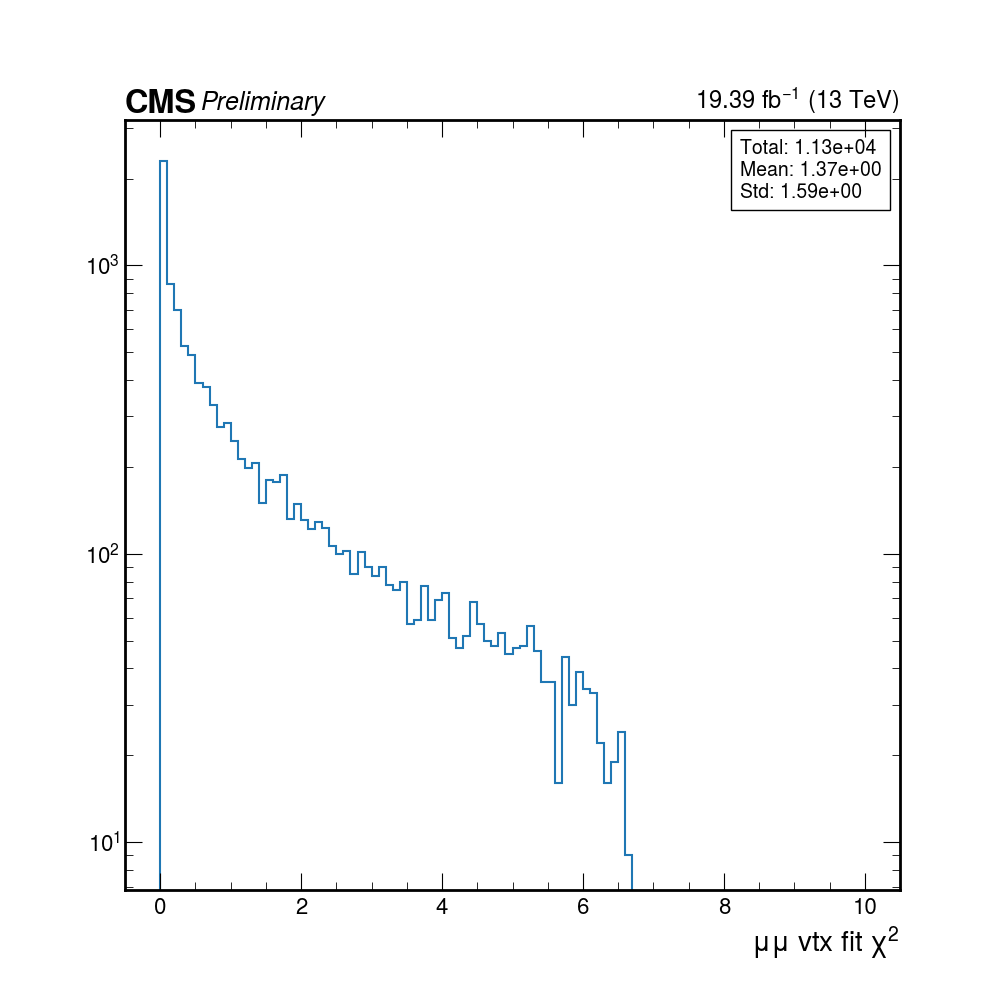 CMS Preliminary 19.39 fb⁻¹ (13 TeV)
Total: 1.13e+04
Mean: 1.37e+00
Std: 1.59e+00
10³
10²
10¹
0 2 4 6 8 10
μμ vtx fit χ²